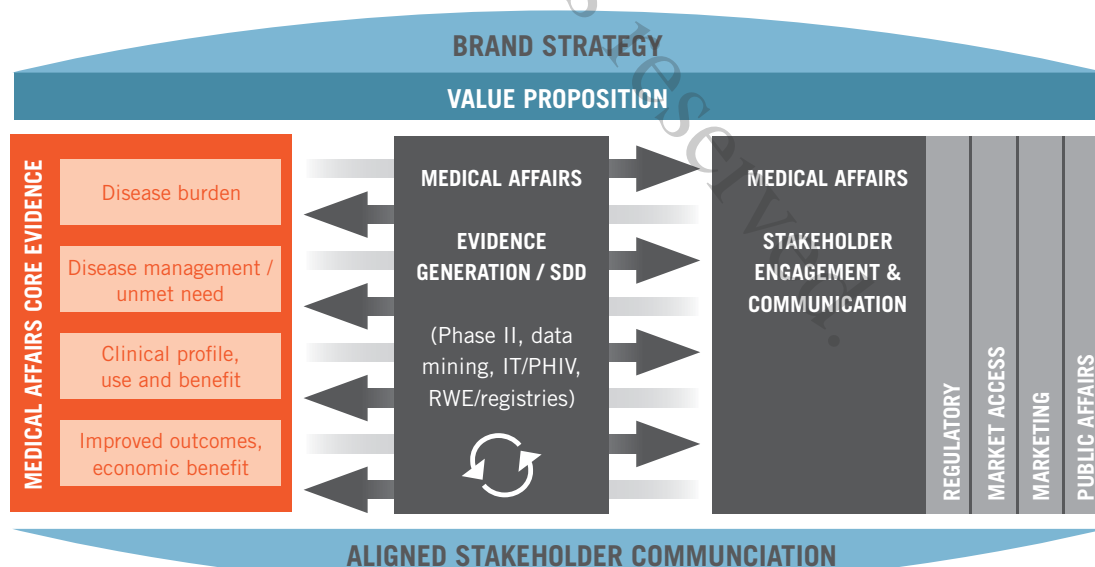 BRAND STRATEGY
VALUE PROPOSITION
MEDICAL AFFAIRS CORE EVIDENCE
Disease burden
Disease management /
unmet need
Clinical profile,
use and benefit
Improved outcomes,
economic benefit
MEDICAL AFFAIRS
EVIDENCE
GENERATION / SDD
(Phase II, data
mining, IT/PHIV,
RWE/registries)
MEDICAL AFFAIRS
STAKEHOLDER
ENGAGEMENT &
COMMUNICATION
REGULATORY
MARKET ACCESS
MARKETING
PUBLIC AFFAIRS
ALIGNED STAKEHOLDER COMMUNCIATION
s reserved.